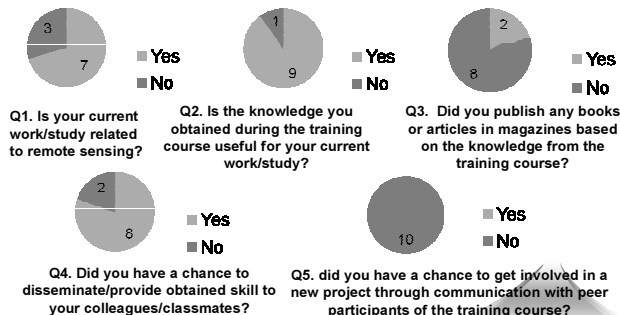 3
7
Yes
No
Q1. Is your current
work/study related
to remote sensing?
1
9
Yes
No
Q2. Is the knowledge you
obtained during the training
course useful for your current
work/study?
2
8
Yes
No
Q3. Did you publish any books
or articles in magazines based
on the knowledge from the
training course?
2
8
Yes
No
Q4. Did you have a chance to
disseminate/provide obtained skill to
your colleagues/classmates?
10
Yes
No
Q5. did you have a chance to get involved in a
new project through communication with peer
participants of the training course?